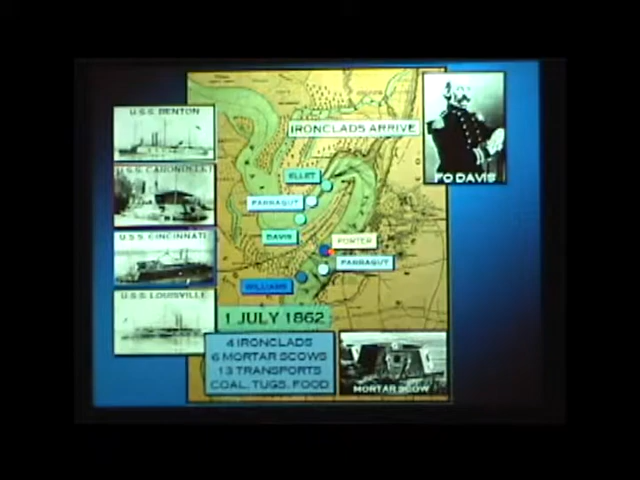 U.S.S. BENTON
U.S.S. CARONDELET
U.S.S. CINCINNATI
U.S.S. LOUISVILLE
IRONCLADS ARRIVE
FO DAVIS
ELLET
FARRAGUT
DAVIS
PORTER
FARRAGUT
WILLIAMS
1 JULY 1862
4 IRONCLADS
6 MORTAR SCOWS
13 TRANSPORTS
COAL, TUGS, FOOD
MORTAR SCOW